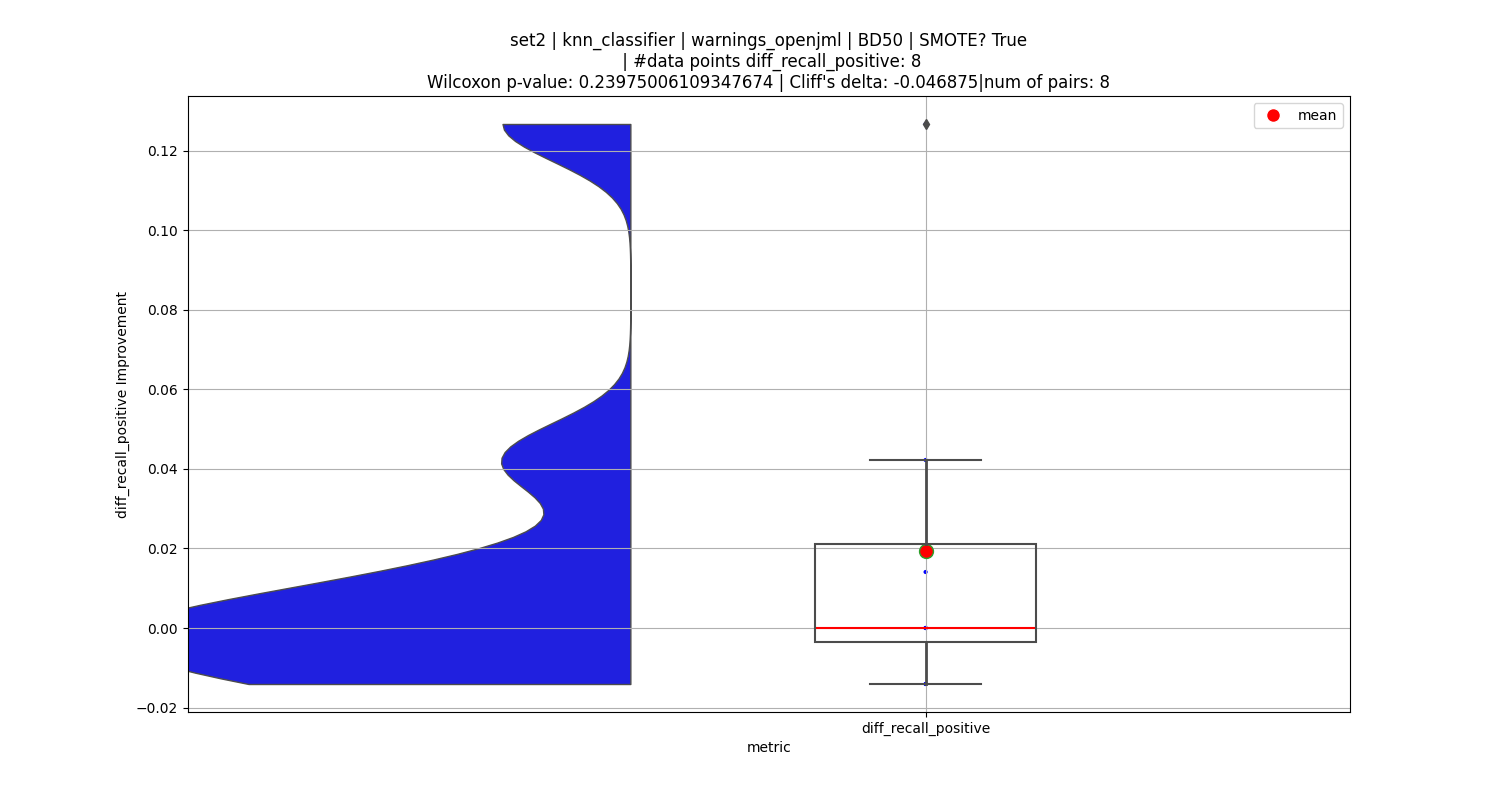 set2 | knn_classifier | warnings_openjml | BD50 | SMOTE? True
| #data points diff_recall_positive: 8
Wilcoxon p-value: 0.23975006109347674 | Cliff's delta: -0.046875|num of pairs: 8
mean
0.12
0.10
0.08
0.06
0.04
0.02
0.00
−0.02
diff_recall_positive Improvement
diff_recall_positive
metric